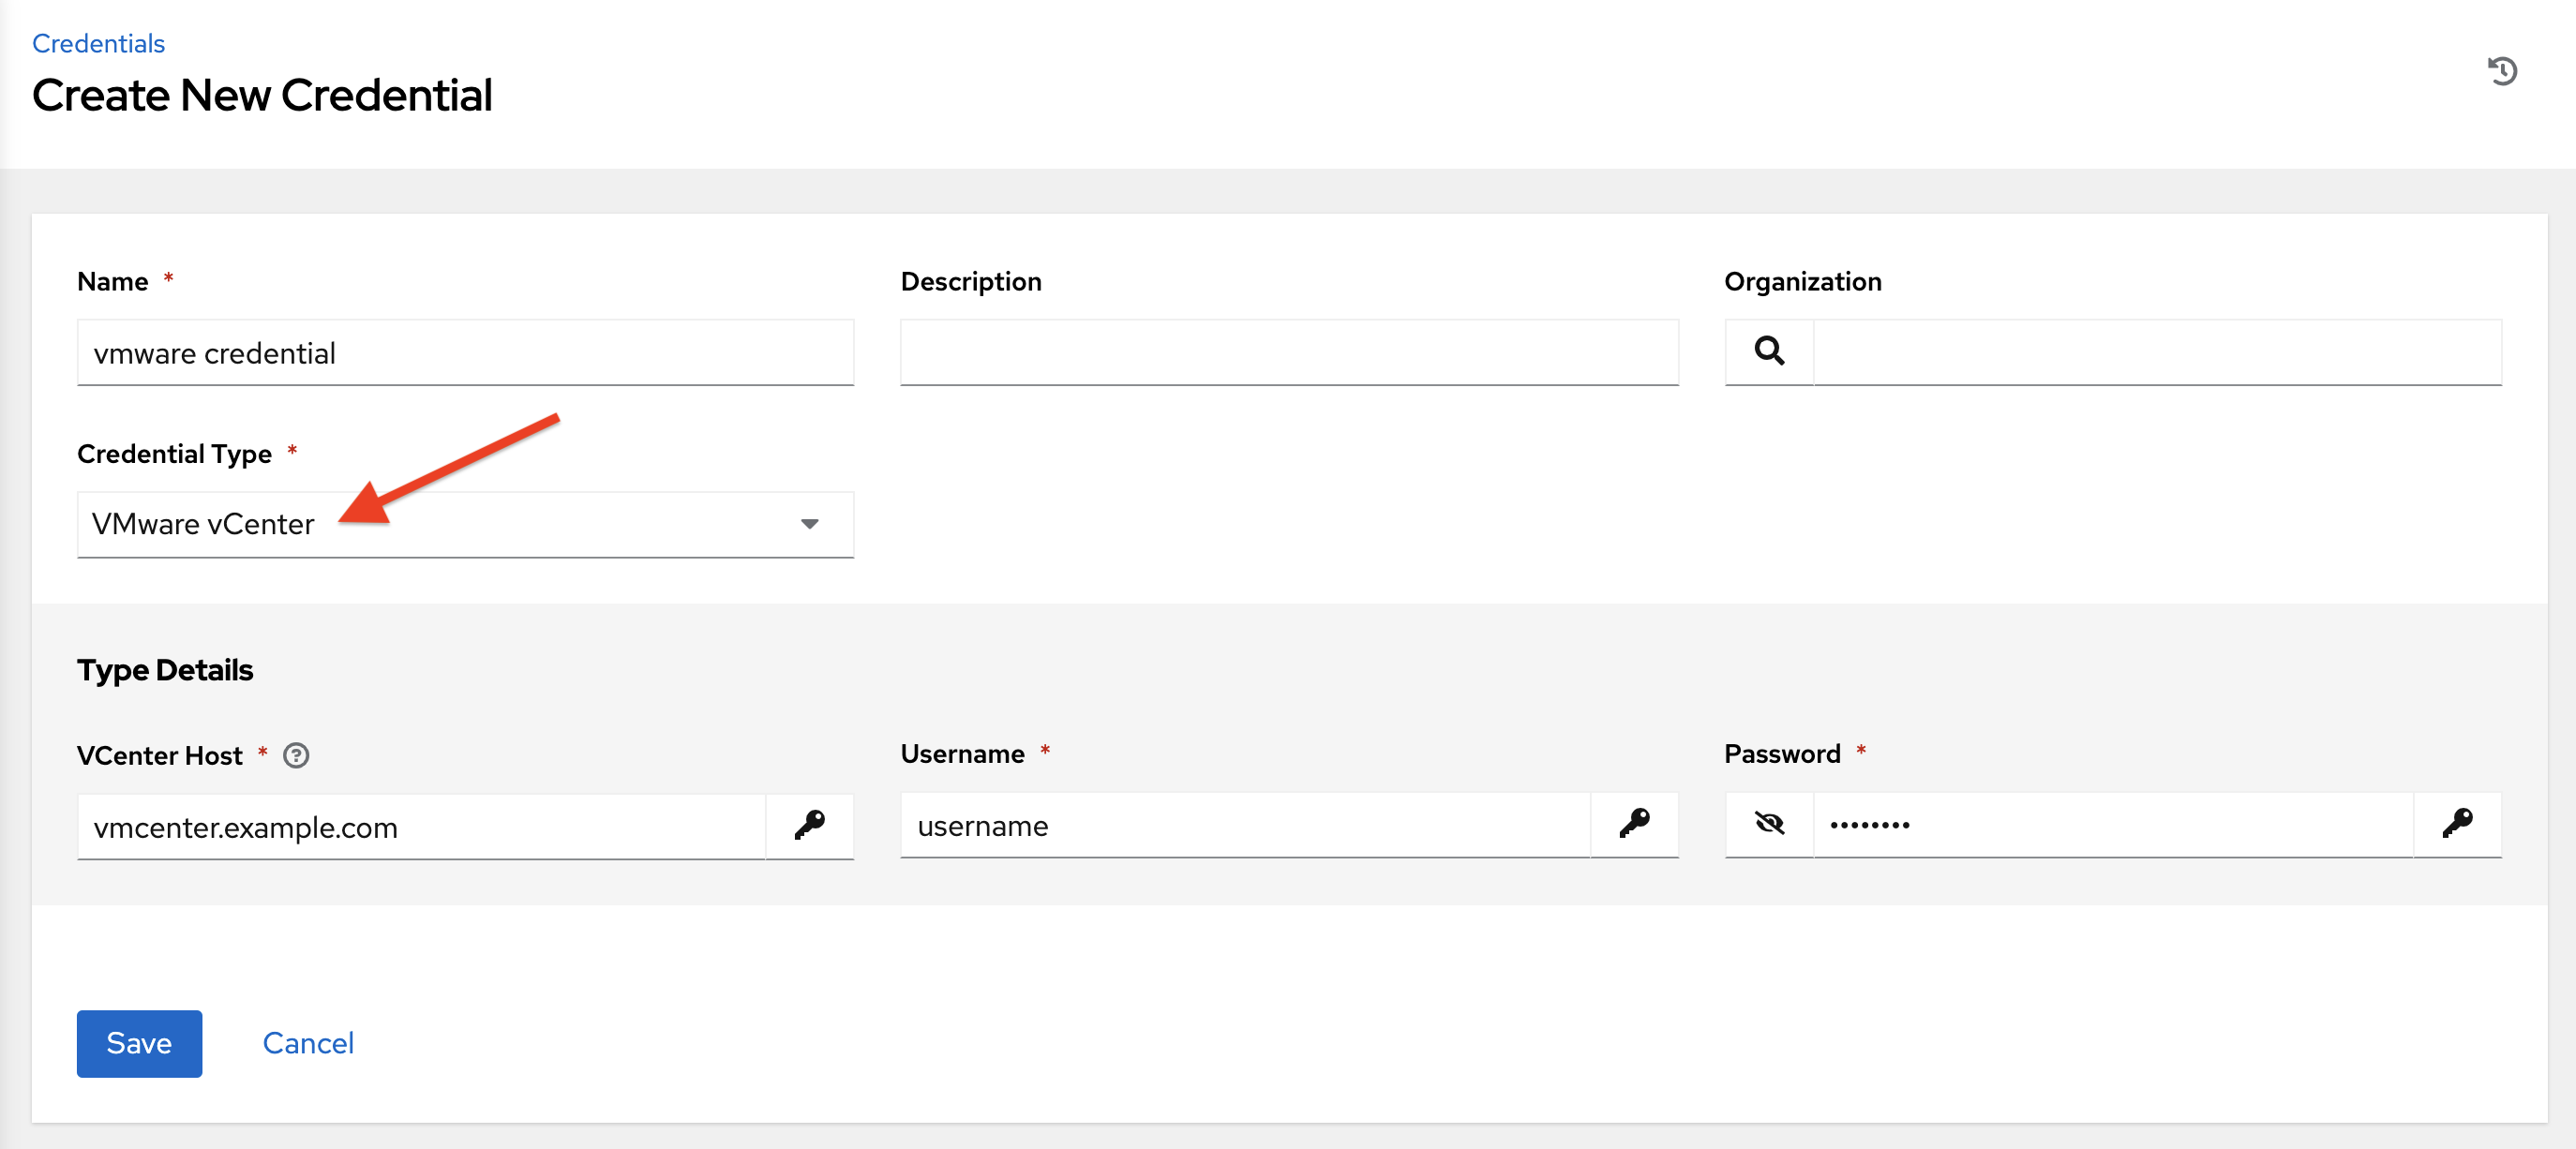 Credentials
Create New Credential
Name *
Description
Organization
vmware credential
Credential Type *
VMware vCenter
Type Details
VCenter Host *
Username *
Password *
vmcenter.example.com
username
••••••••
Save
Cancel